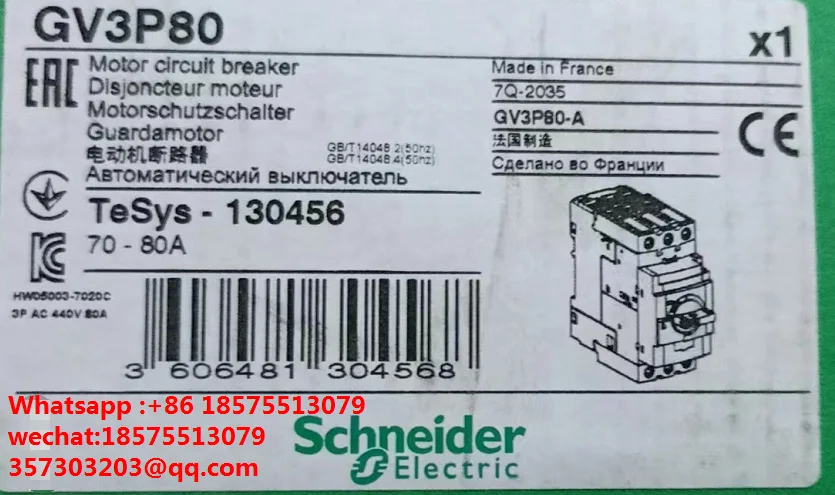 GV3P80
x1
EAC
Motor circuit breaker
Disjoncteur moteur
Motorschutzschalter
Guardamotor
电动机断路器
GB/T14048.2(50hz)
GB/T14048.4(50hz)
Автоматический выключатель
TeSys - 130456
70 - 80A
Made in France
7Q-2035
GV3P80-A
法国制造
Сделано во Франции
CE
HW05003-7020C
3P AC 440V 80A
3 606481 304568
Whatsapp :+86 18575513079
wechat:18575513079
357303203@qq.com
Schneider
Electric